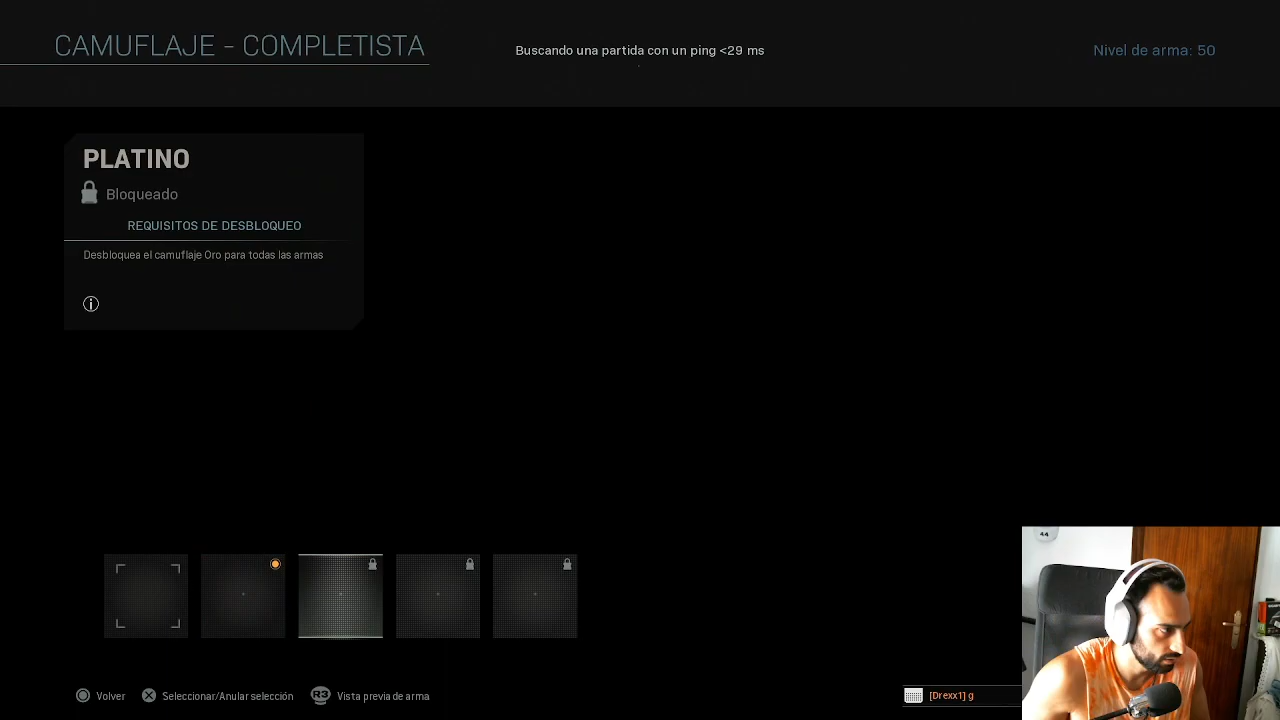 CAMUFLAJE - COMPLETISTA
Buscando una partida con un ping <29 ms
Nivel de arma: 50
PLATINO
Bloqueado
REQUISITOS DE DESBLOQUEO
Desbloquea el camuflaje Oro para todas las armas
Volver
Seleccionar/Anular selección
R3 Vista previa de arma
[Drexx1] g